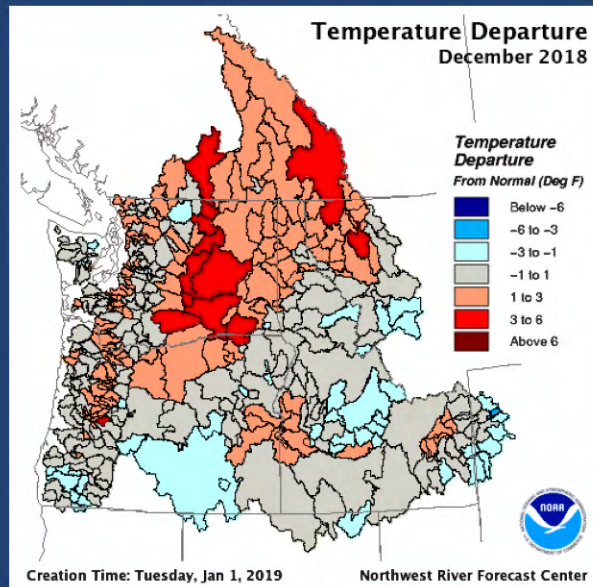 Temperature Departure
December 2018
Temperature
Departure
From Normal (Deg F)
Below -6
-6 to -3
-3 to -1
-1 to 1
1 to 3
3 to 6
Above 6
NOAA
Creation Time: Tuesday, Jan 1, 2019
Northwest River Forecast Center